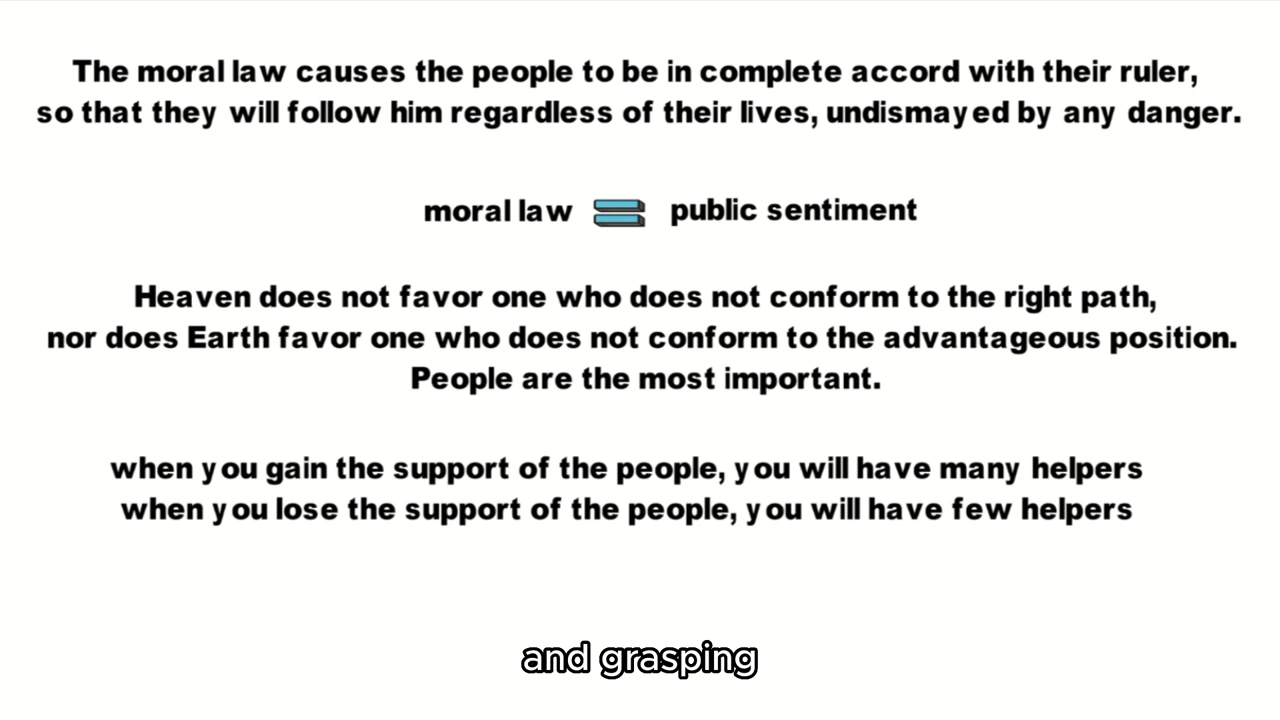 The moral law causes the people to be in complete accord with their ruler,
so that they will follow him regardless of their lives, undismayed by any danger.
moral law = public sentiment
Heaven does not favor one who does not conform to the right path,
nor does Earth favor one who does not conform to the advantageous position.
People are the most important.
when you gain the support of the people, you will have many helpers
when you lose the support of the people, you will have few helpers
and grasping